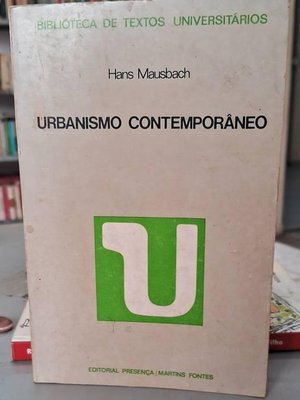 BIBLIOTECA DE TEXTOS UNIVERSITÁRIOS
Hans Mausbach
URBANISMO CONTEMPORÂNEO
U
EDITORIAL PRESENÇA / MARTINS FONTES